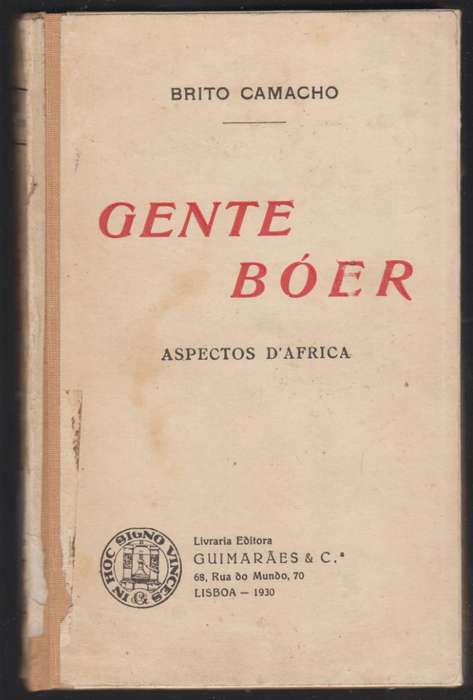 BRITO CAMACHO
GENTE
BÓER
ASPECTOS D'AFRICA
IN HOC SIGNO VINCES
Livraria Editora
GUIMARÃES & C.ª
68, Rua do Mundo, 70
LISBOA — 1930